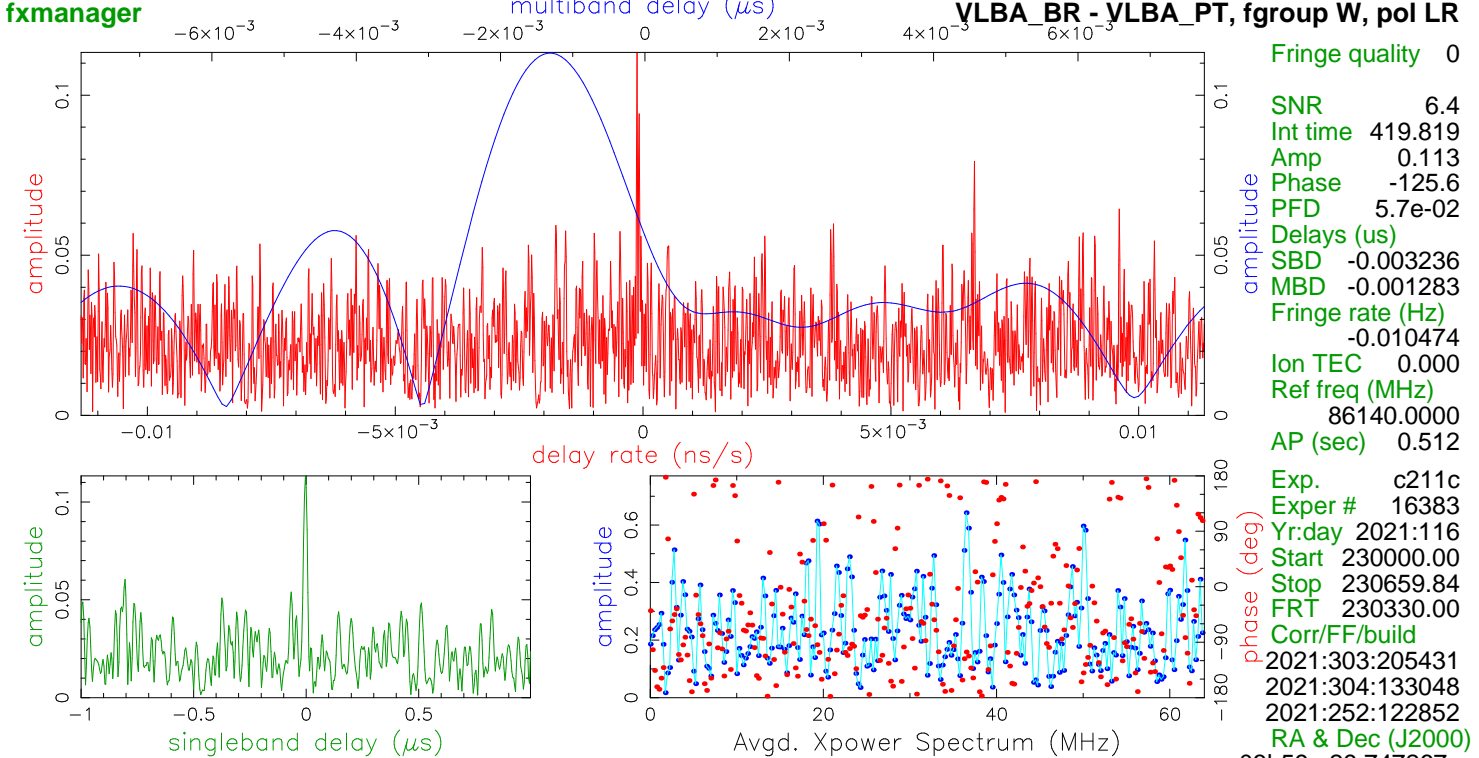 fxmanager
multiband delay (μs)
VLBA_BR - VLBA_PT, fgroup W, pol LR
−6×10−3 −4×10−3 −2×10−3 0 2×10−3 4×10−3 6×10−3
amplitude
0 0.05 0.1
amplitude
0 0.05 0.1
−0.01 −5×10−3 0 5×10−3 0.01
delay rate (ns/s)
Fringe quality 0
SNR 6.4
Int time 419.819
Amp 0.113
Phase -125.6
PFD 5.7e-02
Delays (us)
SBD -0.003236
MBD -0.001283
Fringe rate (Hz)
-0.010474
Ion TEC 0.000
Ref freq (MHz)
86140.0000
AP (sec) 0.512
Exp. c211c
Exper # 16383
Yr:day 2021:116
Start 230000.00
Stop 230659.84
FRT 230330.00
Corr/FF/build
2021:303:205431
2021:304:133048
2021:252:122852
RA & Dec (J2000)
amplitude
0 0.05 0.1
−1 −0.5 0 0.5
singleband delay (μs)
amplitude
0 0.2 0.4 0.6
phase (deg)
−180 −90 0 90 180
0 20 40 60
Avgd. Xpower Spectrum (MHz)